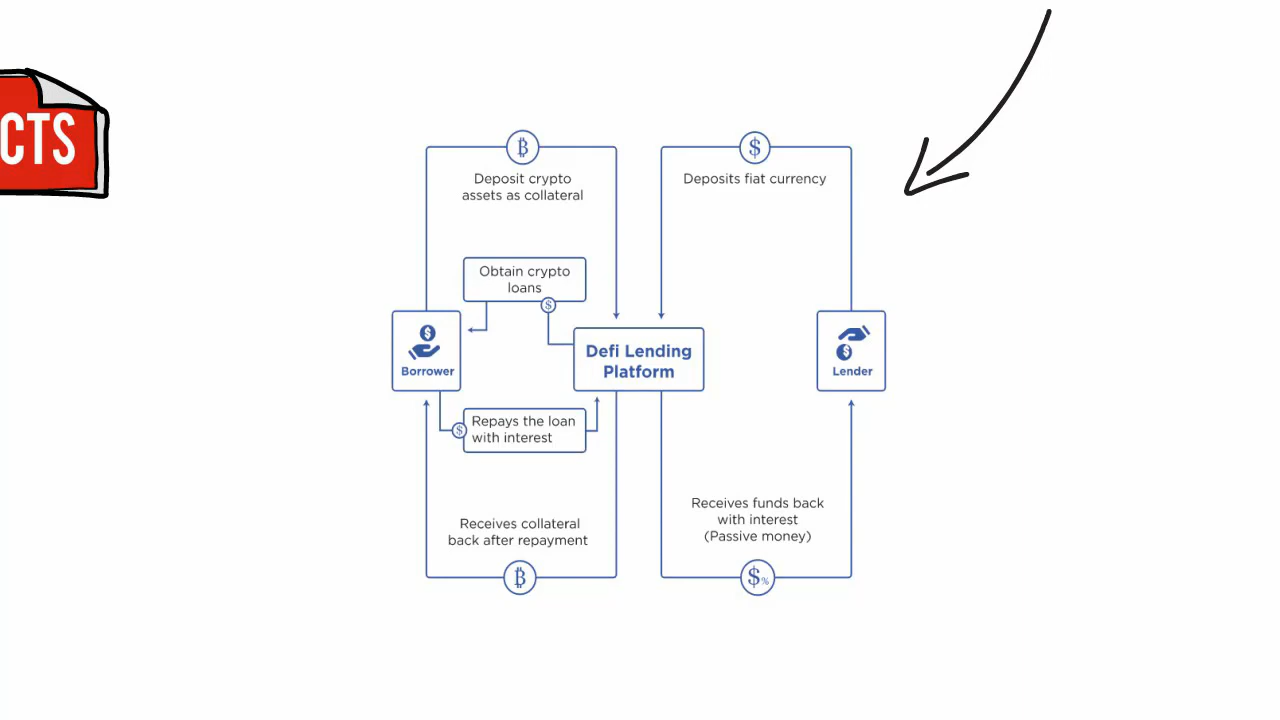 CTS
Deposit crypto
assets as collateral
Deposits fiat currency
Obtain crypto
loans
Borrower
Defi Lending
Platform
Lender
Repays the loan
with interest
Receives collateral
back after repayment
Receives funds back
with interest
(Passive money)